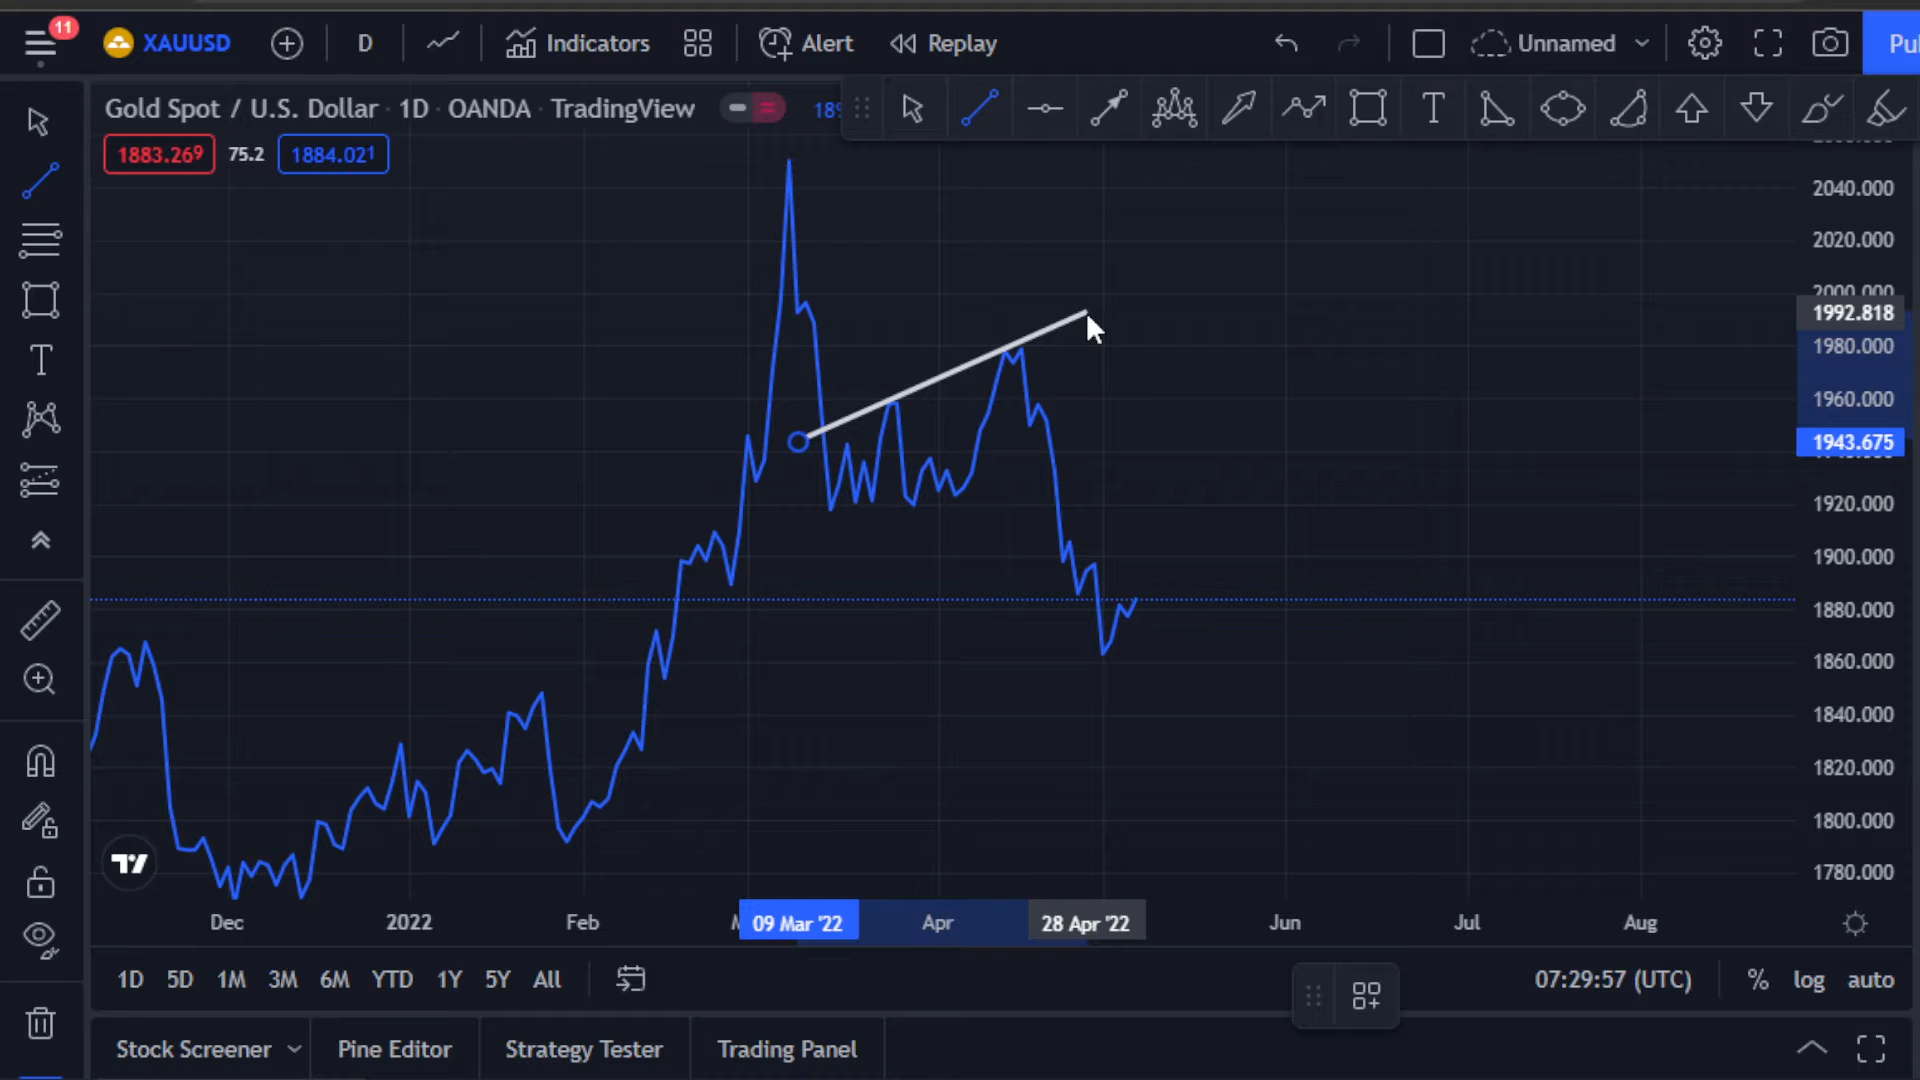 11
XAUUSD D Indicators Alert Replay Unnamed Pu
Gold Spot / U.S. Dollar · 1D · OANDA · TradingView 189
1883.269 75.2 1884.021
2040.000
2020.000
2000.000
1992.818
1980.000
1960.000
1943.675
1920.000
1900.000
1880.000
1860.000
1840.000
1820.000
1800.000
1780.000
Dec 2022 Feb 09 Mar '22 Apr 28 Apr '22 Jun Jul Aug
1D 5D 1M 3M 6M YTD 1Y 5Y All 07:29:57 (UTC) % log auto
Stock Screener Pine Editor Strategy Tester Trading Panel